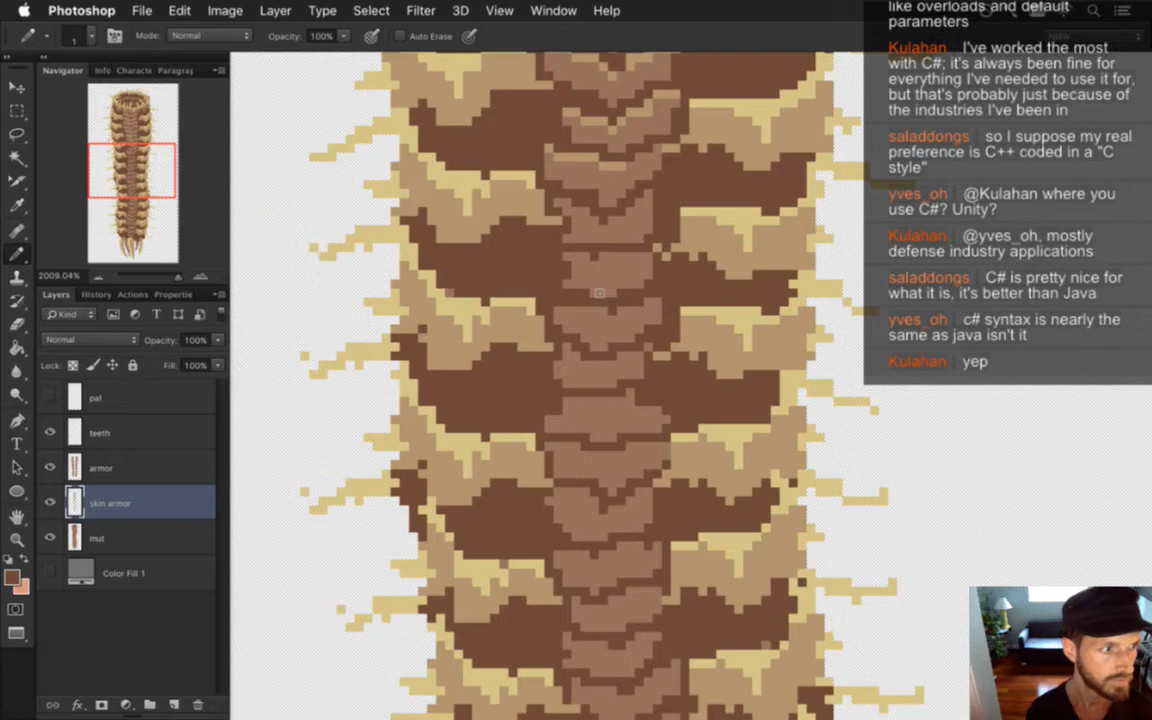 Photoshop File Edit Image Layer Type Select Filter 3D View Window Help
1 Mode: Normal Opacity: 100% Auto Erase
Navigator Info Characte Paragraj
2009.04%
Layers History Actions Propertie
Kind
Normal Opacity: 100%
Lock: Fill: 100%
pal
teeth
armor
skin armor
mut
Color Fill 1
fx
like overloads and default
parameters
Kulahan I've worked the most
with C#; it's always been fine for
everything I've needed to use it for,
but that's probably just because of
the industries I've been in
saladdongs so I suppose my real
preference is C++ coded in a "C
style"
yves_oh @Kulahan where you
use C#? Unity?
Kulahan @yves_oh, mostly
defense industry applications
saladdongs C# is pretty nice for
what it is, it's better than Java
yves_oh c# syntax is nearly the
same as java isn't it
Kulahan yep